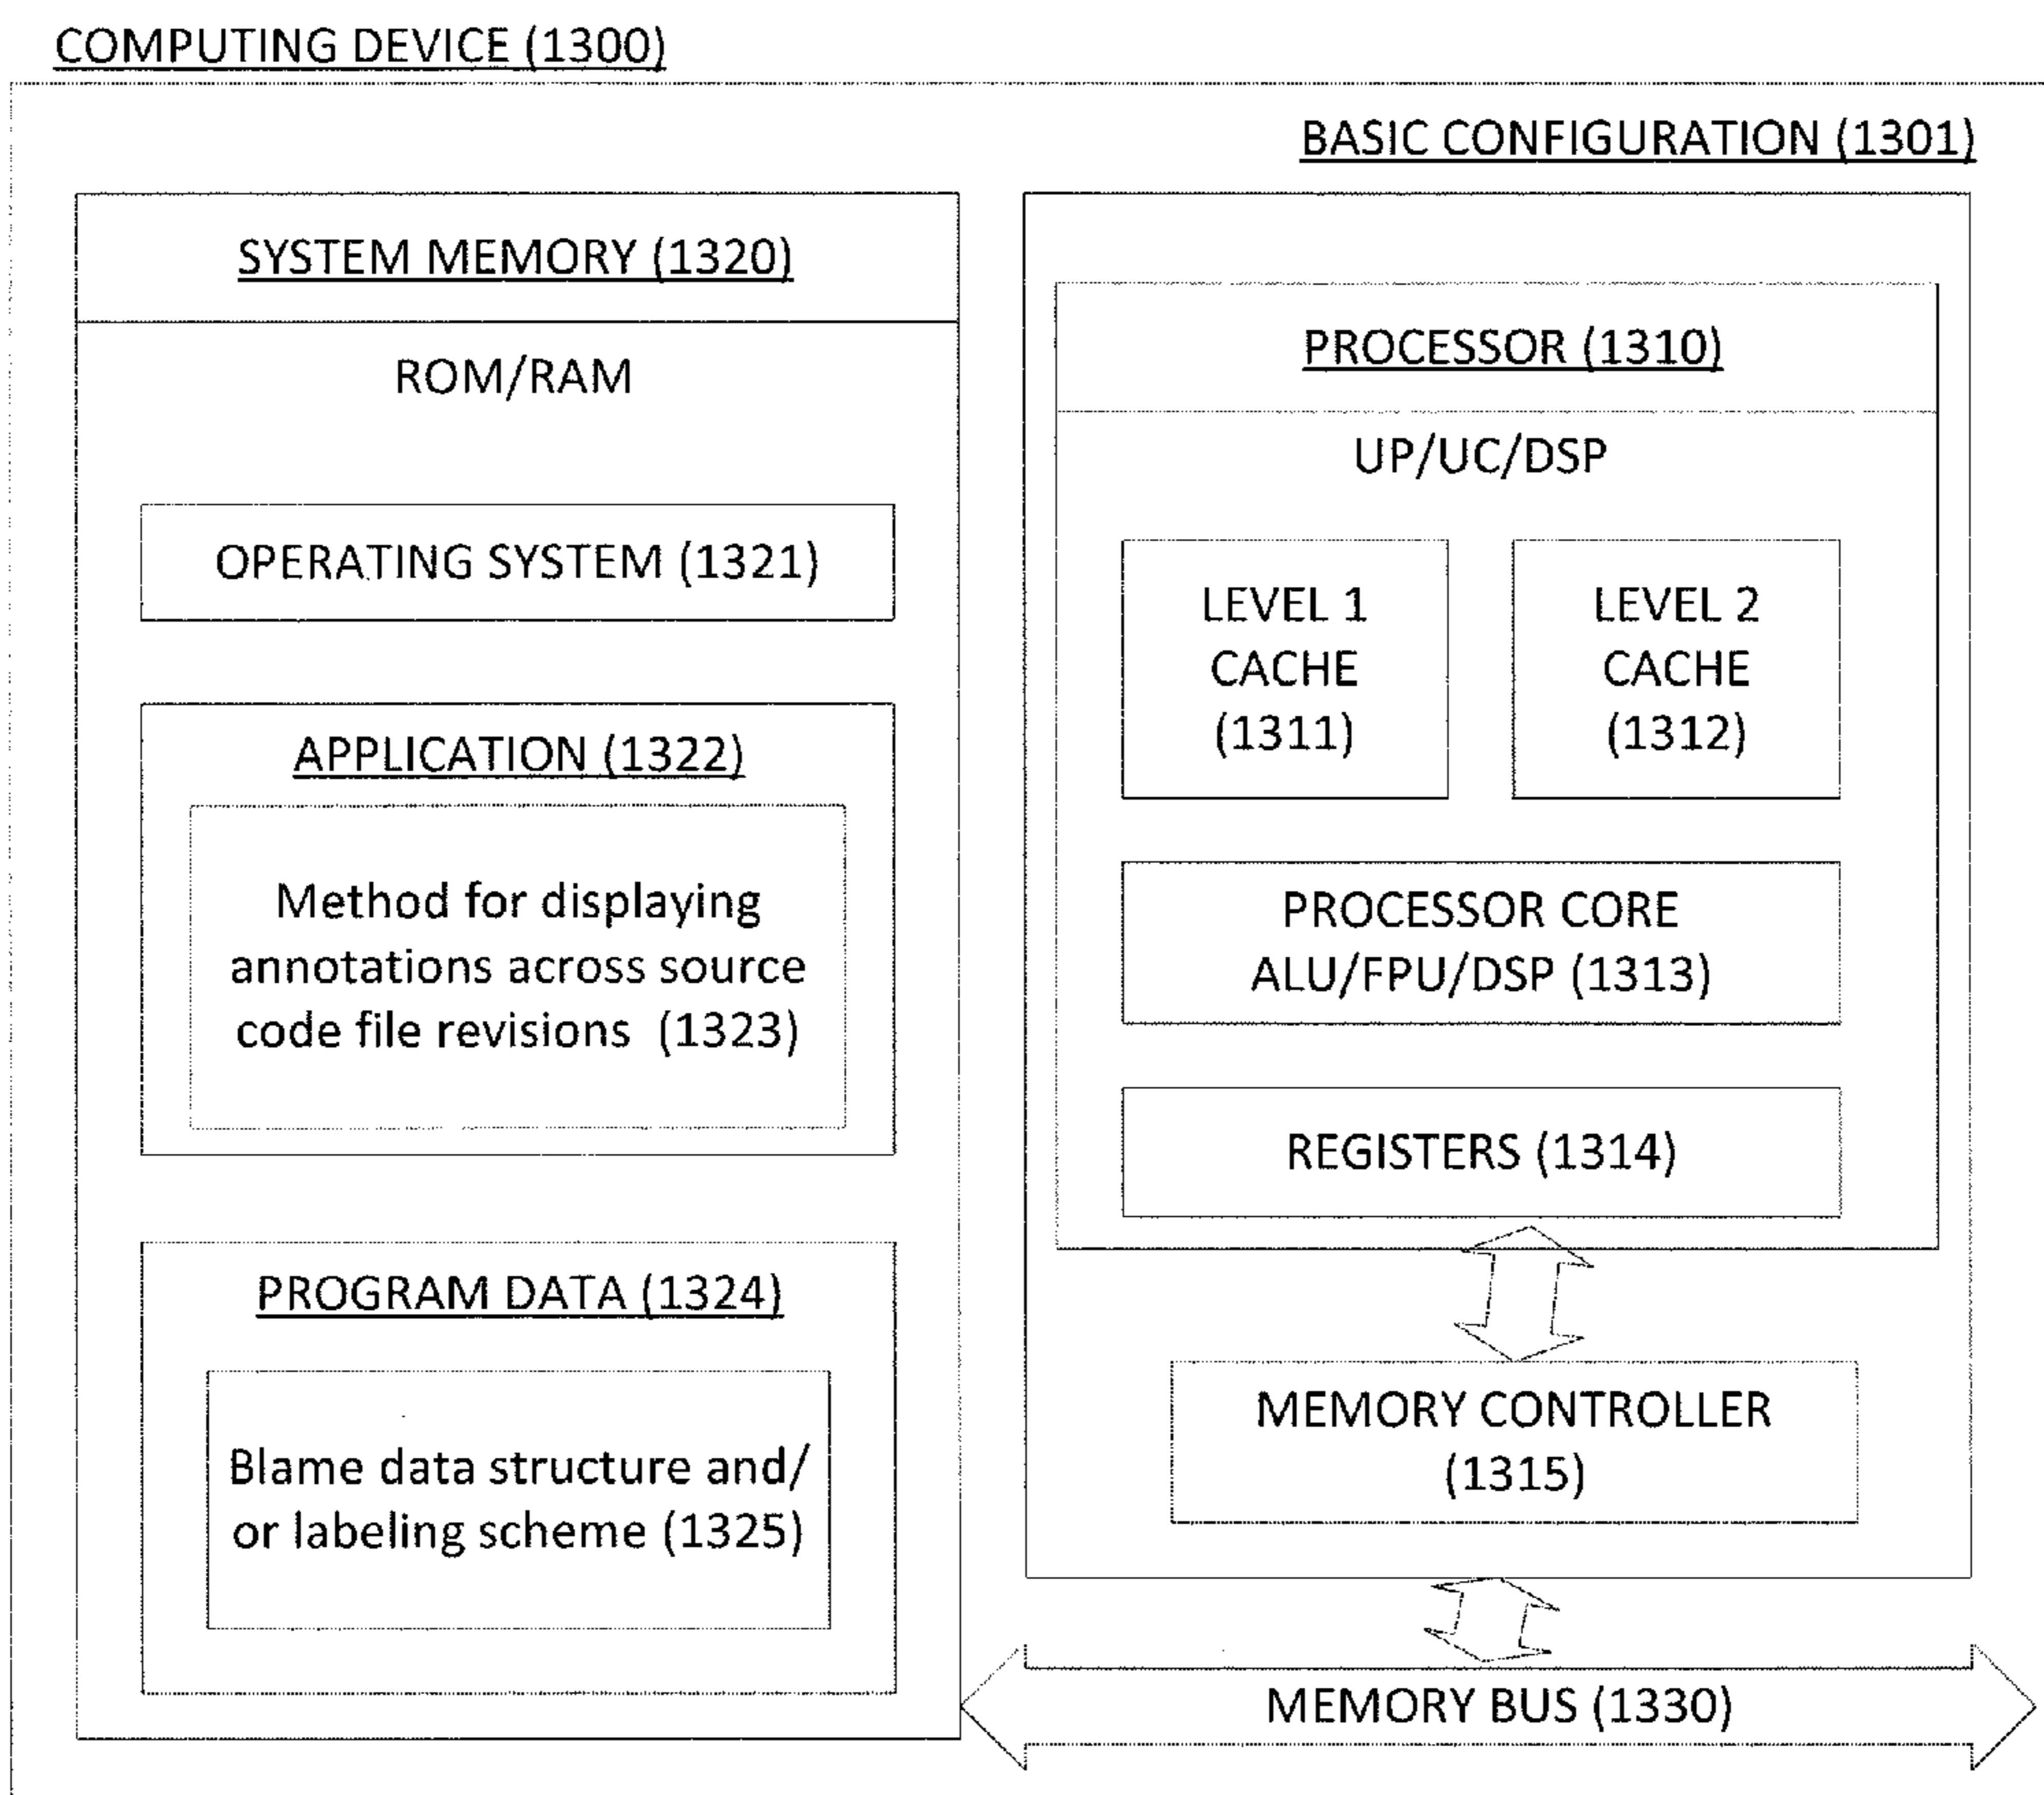 COMPUTING DEVICE (1300)
BASIC CONFIGURATION (1301)
SYSTEM MEMORY (1320)
ROM/RAM
OPERATING SYSTEM (1321)
APPLICATION (1322)
Method for displaying
annotations across source
code file revisions (1323)
PROGRAM DATA (1324)
Blame data structure and/
or labeling scheme (1325)
PROCESSOR (1310)
UP/UC/DSP
LEVEL 1
CACHE
(1311)
LEVEL 2
CACHE
(1312)
PROCESSOR CORE
ALU/FPU/DSP (1313)
REGISTERS (1314)
MEMORY CONTROLLER
(1315)
MEMORY BUS (1330)